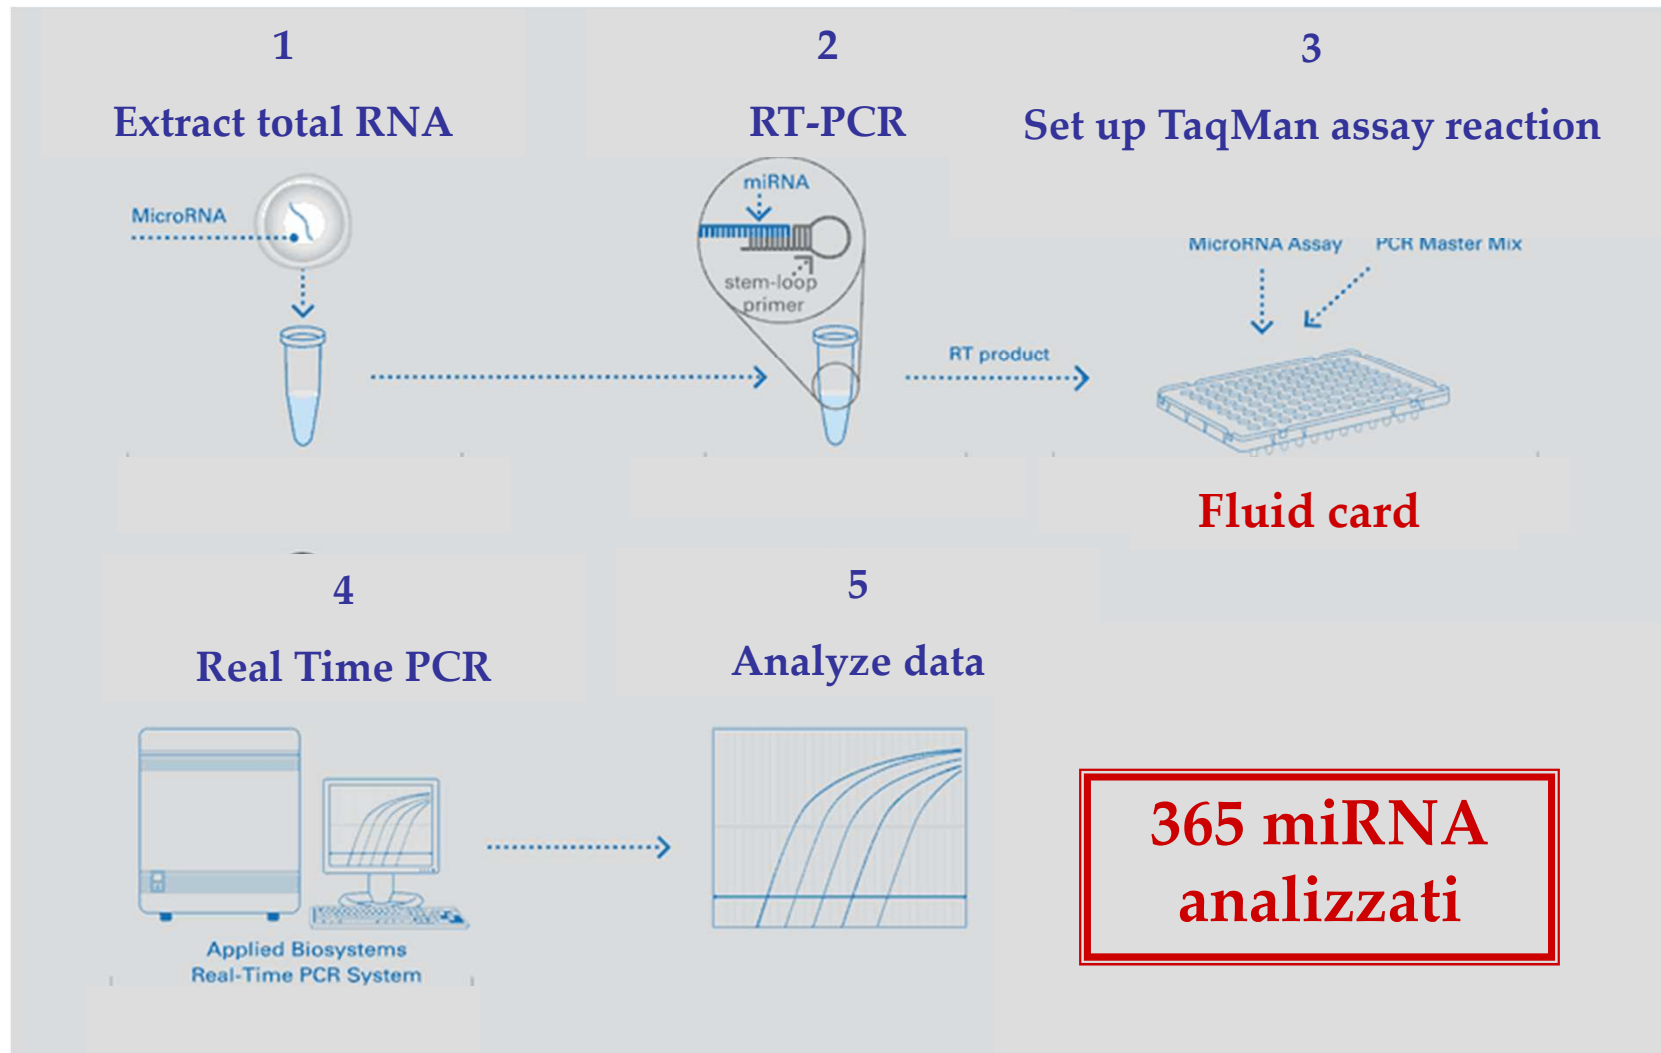 1
Extract total RNA
MicroRNA
2
RT-PCR
miRNA
stem-loop
primer
RT product
3
Set up TaqMan assay reaction
MicroRNA Assay
PCR Master Mix
Fluid card
4
Real Time PCR
Applied Biosystems
Real-Time PCR System
5
Analyze data
365 miRNA
analizzati